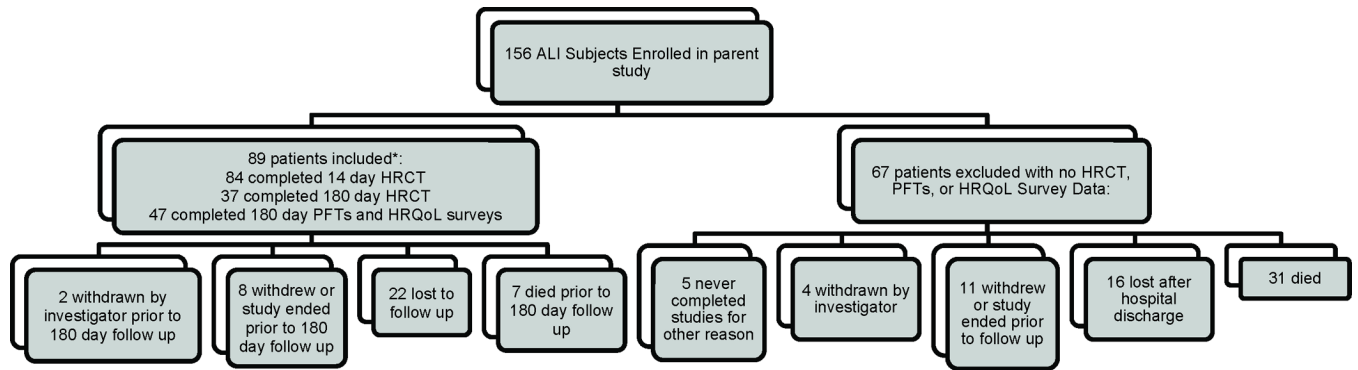 156 ALI Subjects Enrolled in parent
study
89 patients included*:
84 completed 14 day HRCT
37 completed 180 day HRCT
47 completed 180 day PFTs and HRQoL surveys
67 patients excluded with no HRCT,
PFTs, or HRQoL Survey Data:
2 withdrawn by
investigator prior to
180 day follow up
8 withdrew or
study ended
prior to 180
day follow up
22 lost to
follow up
7 died prior to
180 day follow
up
5 never
completed
studies for
other reason
4 withdrawn by
investigator
11 withdrew
or study
ended prior
to follow up
16 lost after
hospital
discharge
31 died